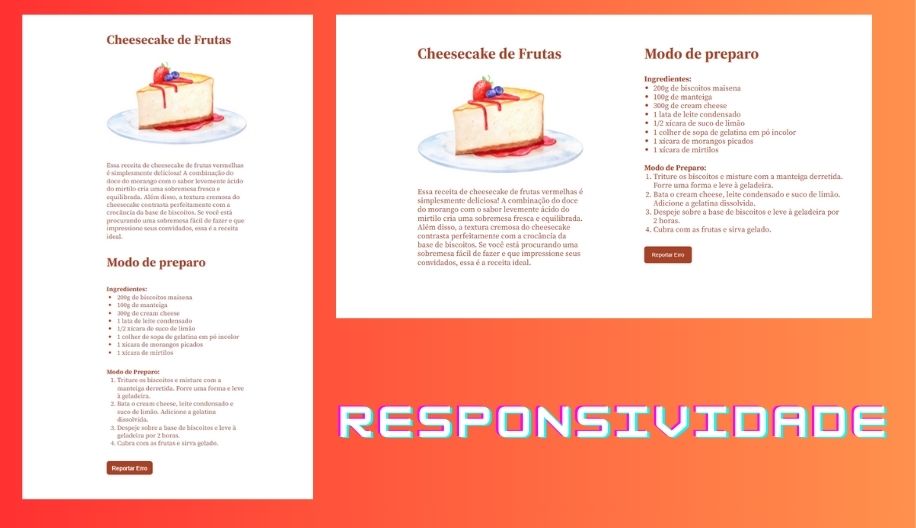 Cheesecake de Frutas
Essa receita de cheesecake de frutas vermelhas
é simplesmente deliciosa! A combinação do
doce do morango com o sabor levemente ácido
do mirtilo cria uma sobremesa fresca e
equilibrada. Além disso, a textura cremosa do
cheesecake contrasta perfeitamente com a
crocância da base de biscoitos. Se você está
procurando uma sobremesa fácil de fazer e que
impressione seus convidados, essa é a receita
ideal.
Modo de preparo
Ingredientes:
• 200g de biscoitos maisena
• 100g de manteiga
• 300g de cream cheese
• 1 lata de leite condensado
• 1/2 xícara de suco de limão
• 1 colher de sopa de gelatina em pó incolor
• 1 xícara de morangos picados
• 1 xícara de mirtilos
Modo de Preparo:
1. Triture os biscoitos e misture com a
manteiga derretida. Forre uma forma e leve
à geladeira.
2. Bata o cream cheese, leite condensado e
suco de limão. Adicione a gelatina
dissolvida.
3. Despeje sobre a base de biscoitos e leve à
geladeira por 2 horas.
4. Cubra com as frutas e sirva gelado.
Reportar Erro
Cheesecake de Frutas
Essa receita de cheesecake de frutas vermelhas é
simplesmente deliciosa! A combinação do doce
do morango com o sabor levemente ácido do
mirtilo cria uma sobremesa fresca e equilibrada.
Além disso, a textura cremosa do cheesecake
contrasta perfeitamente com a crocância da
base de biscoitos. Se você está procurando uma
sobremesa fácil de fazer e que impressione seus
convidados, essa é a receita ideal.
Modo de preparo
Ingredientes:
• 200g de biscoitos maisena
• 100g de manteiga
• 300g de cream cheese
• 1 lata de leite condensado
• 1/2 xícara de suco de limão
• 1 colher de sopa de gelatina em pó incolor
• 1 xícara de morangos picados
• 1 xícara de mirtilos
Modo de Preparo:
1. Triture os biscoitos e misture com a manteiga derretida.
Forre uma forma e leve à geladeira.
2. Bata o cream cheese, leite condensado e suco de limão.
Adicione a gelatina dissolvida.
3. Despeje sobre a base de biscoitos e leve à geladeira por
2 horas.
4. Cubra com as frutas e sirva gelado.
Reportar Erro
RESPONSIVIDADE